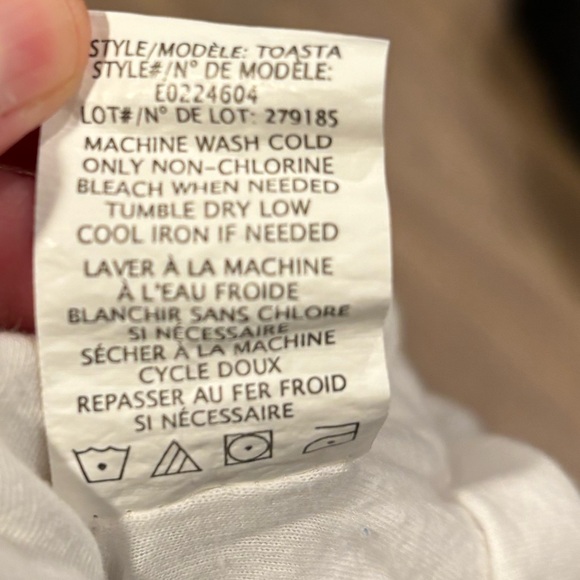 STYLE/MODÈLE: TOASTA
STYLE#/N° DE MODÈLE:
E0224604
LOT#/N° DE LOT: 279185
MACHINE WASH COLD
ONLY NON-CHLORINE
BLEACH WHEN NEEDED
TUMBLE DRY LOW
COOL IRON IF NEEDED
LAVER À LA MACHINE
À L'EAU FROIDE
BLANCHIR SANS CHLORE
SI NÉCESSAIRE
SÉCHER À LA MACHINE
CYCLE DOUX
REPASSER AU FER FROID
SI NÉCESSAIRE